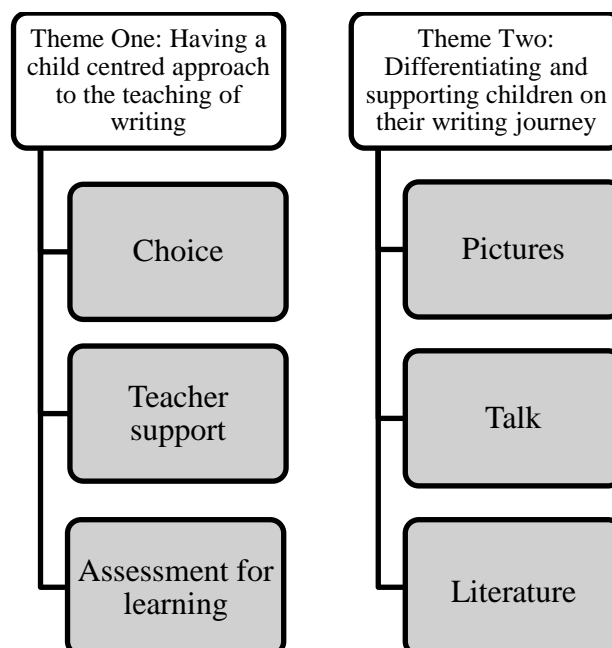 Theme One: Having a
child centred approach
to the teaching of
writing
Choice
Teacher
support
Assessment for
learning
Theme Two:
Differentiating and
supporting children on
their writing journey
Pictures
Talk
Literature